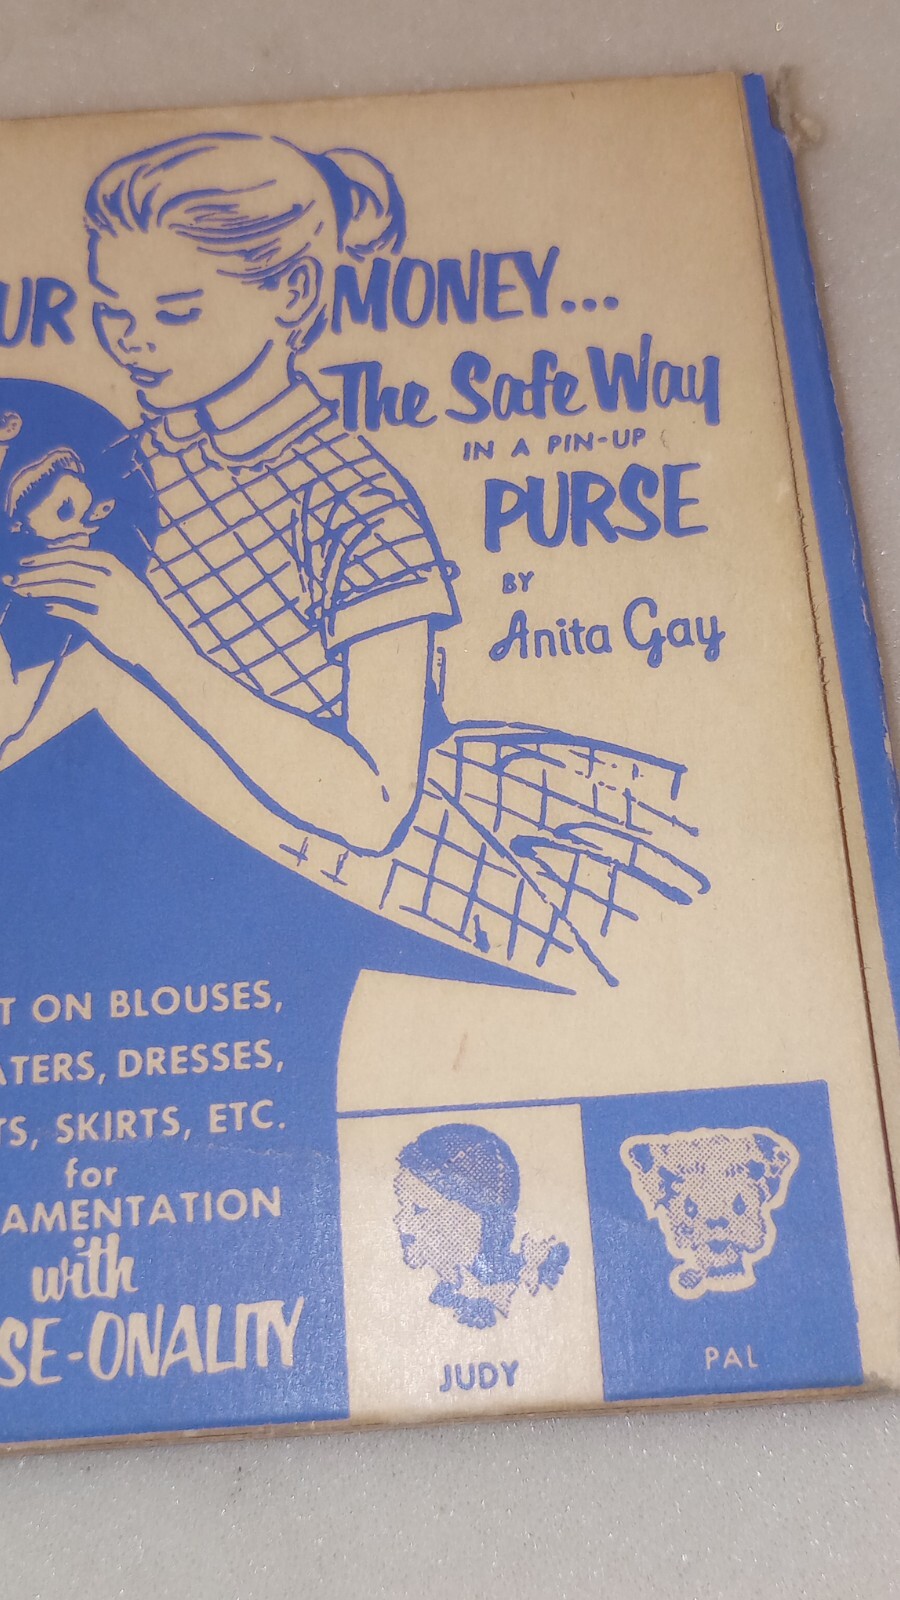 UR MONEY...
The Safe Way
IN A PIN-UP
PURSE
BY
Anita Gay
T ON BLOUSES,
ATERS, DRESSES,
TS, SKIRTS, ETC.
for
AMENTATION
with
SE-ONALITY
JUDY
PAL